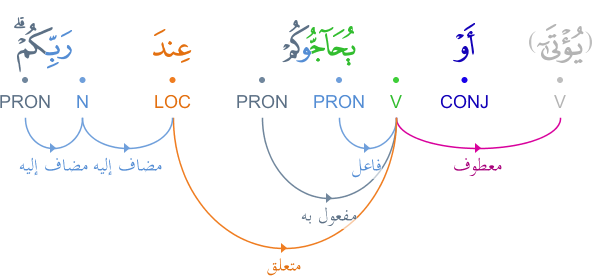 (يُؤْتَىٰٓ) أَوْ يُحَآجُّوكُمْ عِندَ رَبِّكُمْ ۗ
V CONJ V PRON PRON LOC N PRON
معطوف فاعل مضاف إليه مضاف إليه
مفعول به
متعلق